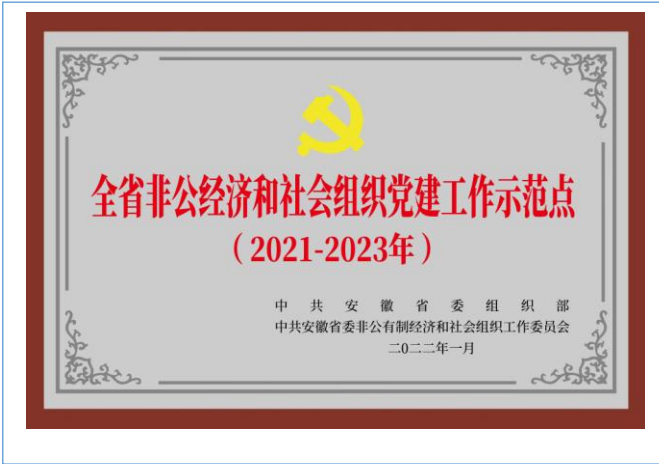 全省非公经济和社会组织党建工作示范点
（2021-2023年）
中共安徽省委组织部
中共安徽省委非公有制经济和社会组织工作委员会
二〇二二年一月